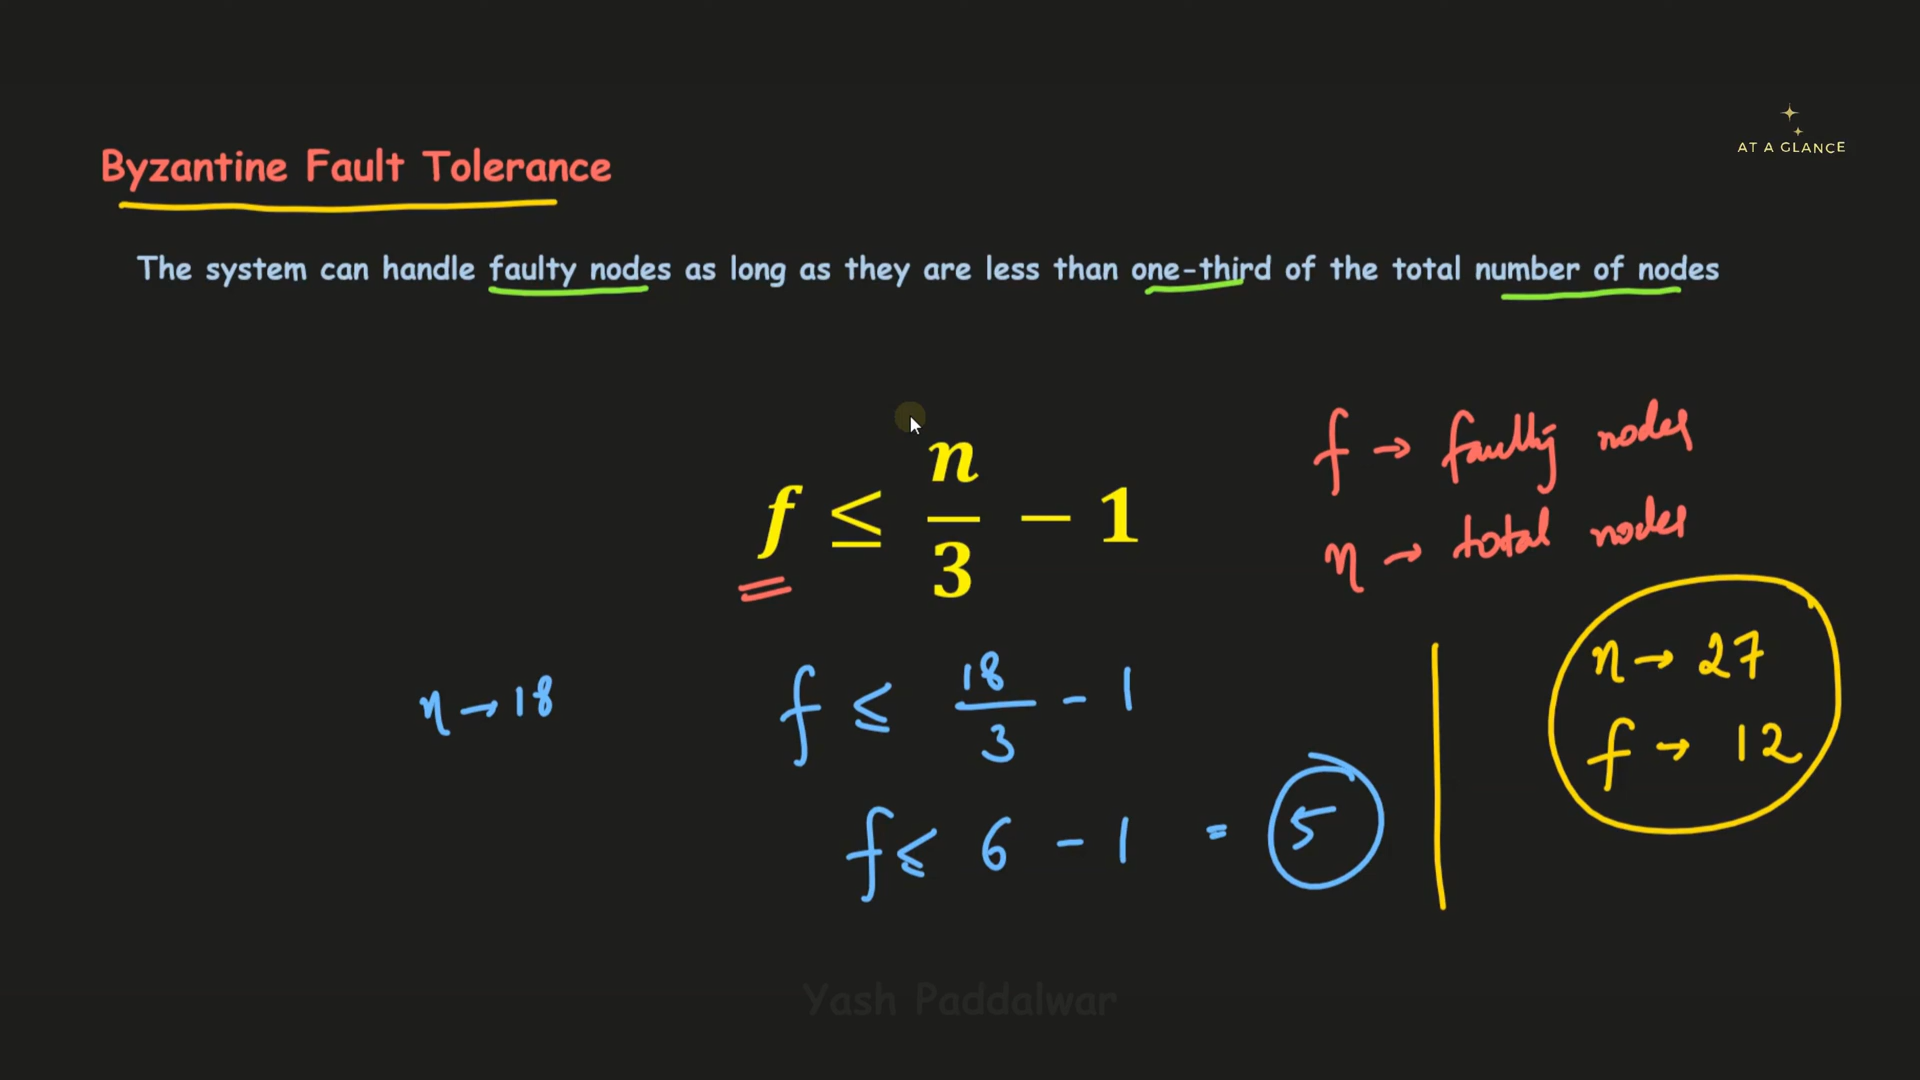 AT A GLANCE
Byzantine Fault Tolerance
The system can handle faulty nodes as long as they are less than one-third of the total number of nodes
f ≤ n/3 − 1
f → faulty nodes
n → total nodes
n → 18
f ≤ 18/3 - 1
f ≤ 6 - 1 = 5
n → 27
f → 12
Yash Paddalwar